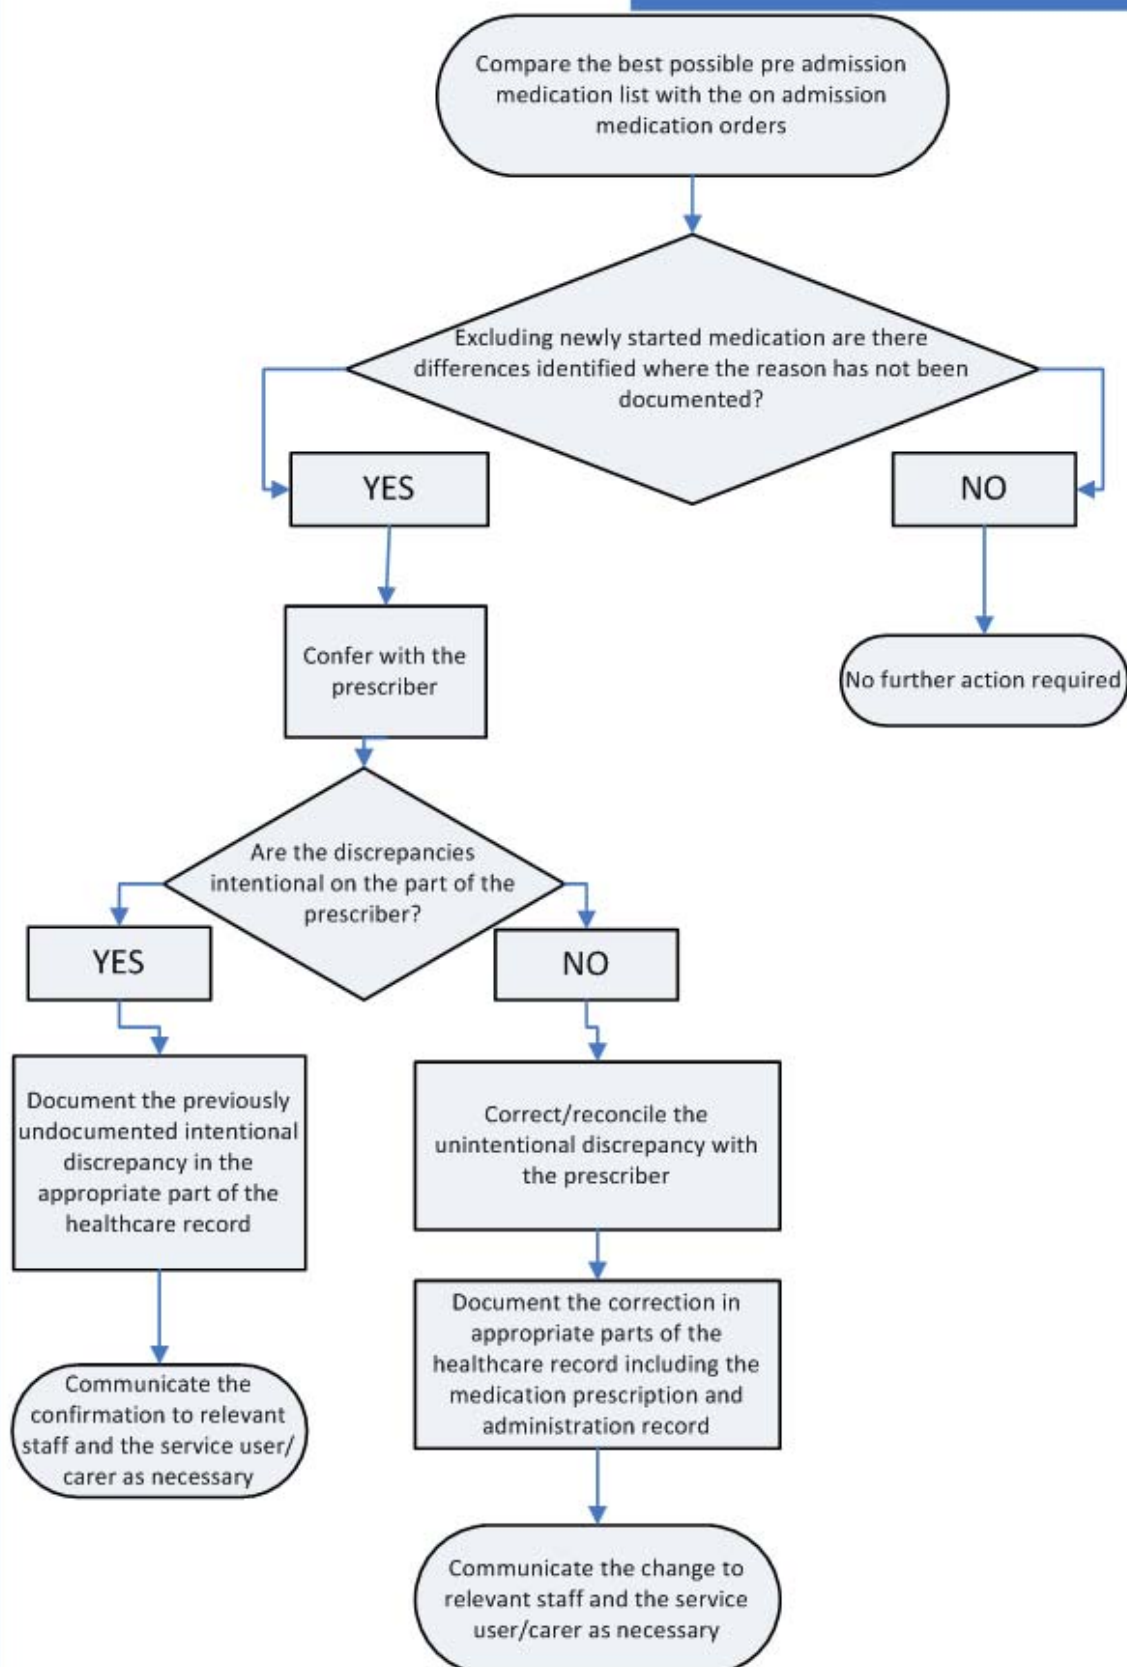 Compare the best possible pre admission
medication list with the on admission
medication orders
Excluding newly started medication are there
differences identified where the reason has not been
documented?
YES
NO
Confer with the
prescriber
No further action required
Are the discrepancies
intentional on the part of the
prescriber?
YES
NO
Document the previously
undocumented intentional
discrepancy in the
appropriate part of the
healthcare record
Correct/reconcile the
unintentional discrepancy with
the prescriber
Document the correction in
appropriate parts of the
healthcare record including the
medication prescription and
administration record
Communicate the
confirmation to relevant
staff and the service user/
carer as necessary
Communicate the change to
relevant staff and the service
user/carer as necessary